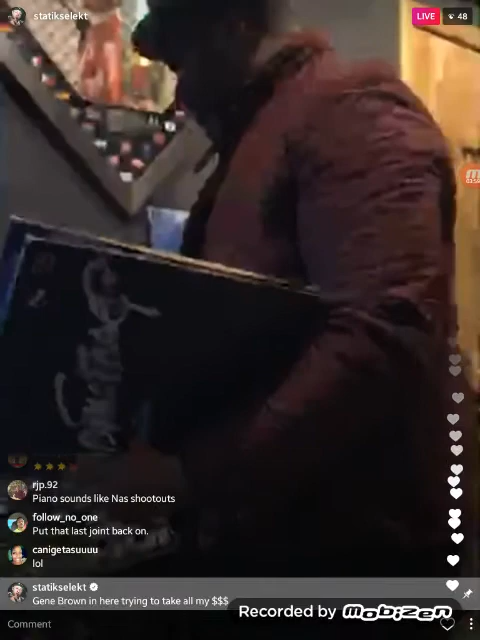 statikselekt
LIVE
48
rjp.92
Piano sounds like Nas shootouts
follow_no_one
Put that last joint back on.
canigetasuuuu
lol
statikselekt
Gene Brown in here trying to take all my $$$
Recorded by mobizen
Comment